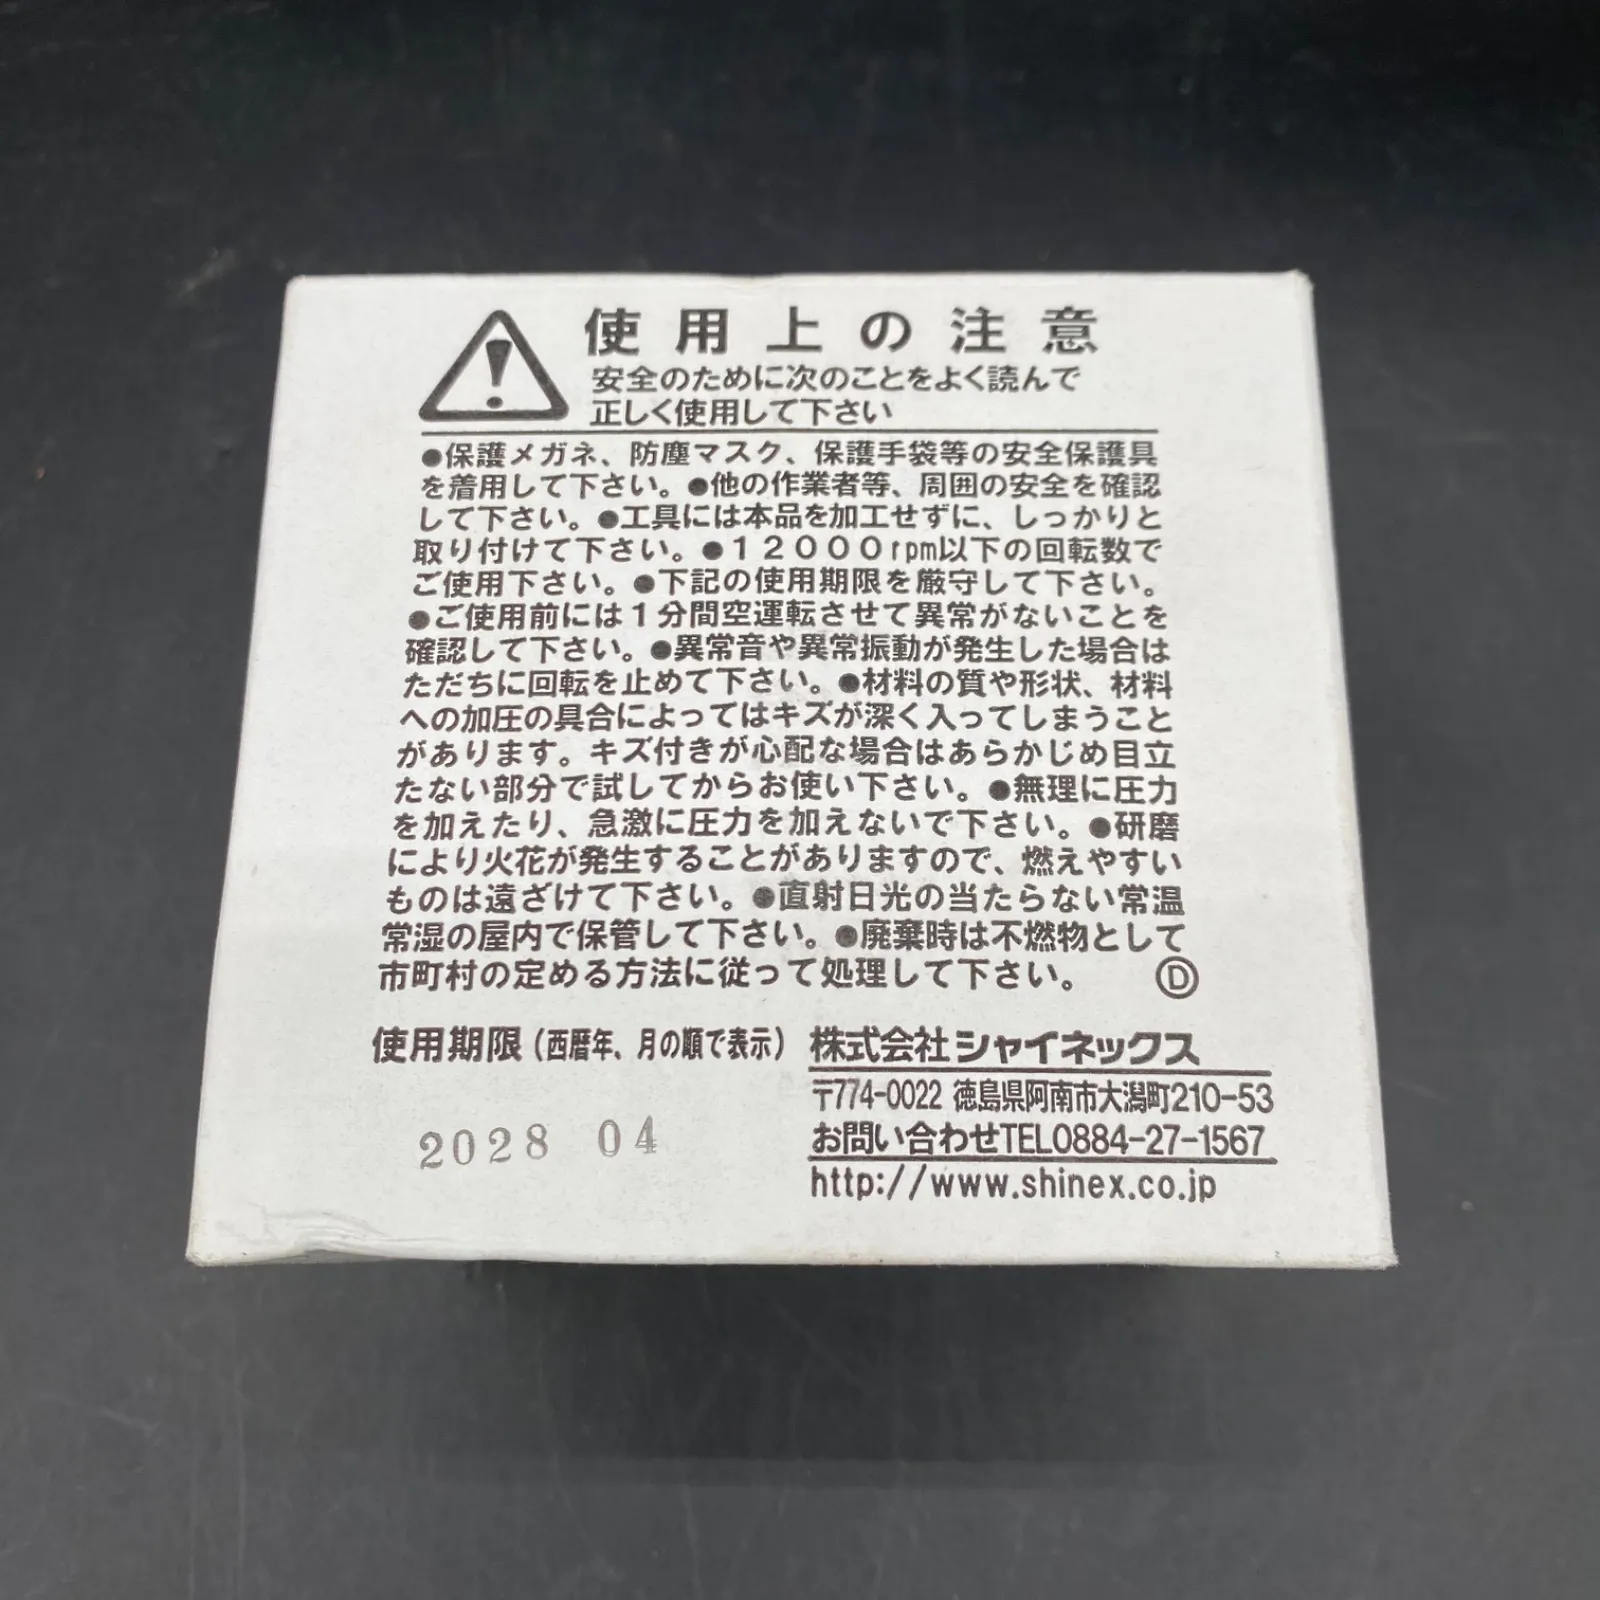 使用上の注意
安全のために次のことをよく読んで
正しく使用して下さい
●保護メガネ、防塵マスク、保護手袋等の安全保護具
を着用して下さい。●他の作業者等、周囲の安全を確認
して下さい。●工具には本品を加工せずに、しっかりと
取り付けて下さい。●12000rpm以下の回転数で
ご使用下さい。●下記の使用期限を厳守して下さい。
●ご使用前には1分間空運転させて異常がないことを
確認して下さい。●異常音や異常振動が発生した場合は
ただちに回転を止めて下さい。●材料の質や形状、材料
への加圧の具合によってはキズが深く入ってしまうこと
があります。キズ付きが心配な場合はあらかじめ目立
たない部分で試してからお使い下さい。●無理に圧力
を加えたり、急激に圧力を加えないで下さい。●研磨
により火花が発生することがありますので、燃えやすい
ものは遠ざけて下さい。●直射日光の当たらない常温
常湿の屋内で保管して下さい。●廃棄時は不燃物として
市町村の定める方法に従って処理して下さい。 Ⓓ
使用期限(西暦年、月の順で表示)
2028 04
株式会社シャイネックス
〒774-0022 徳島県阿南市大潟町210-53
お問い合わせTEL0884-27-1567
http://www.shinex.co.jp